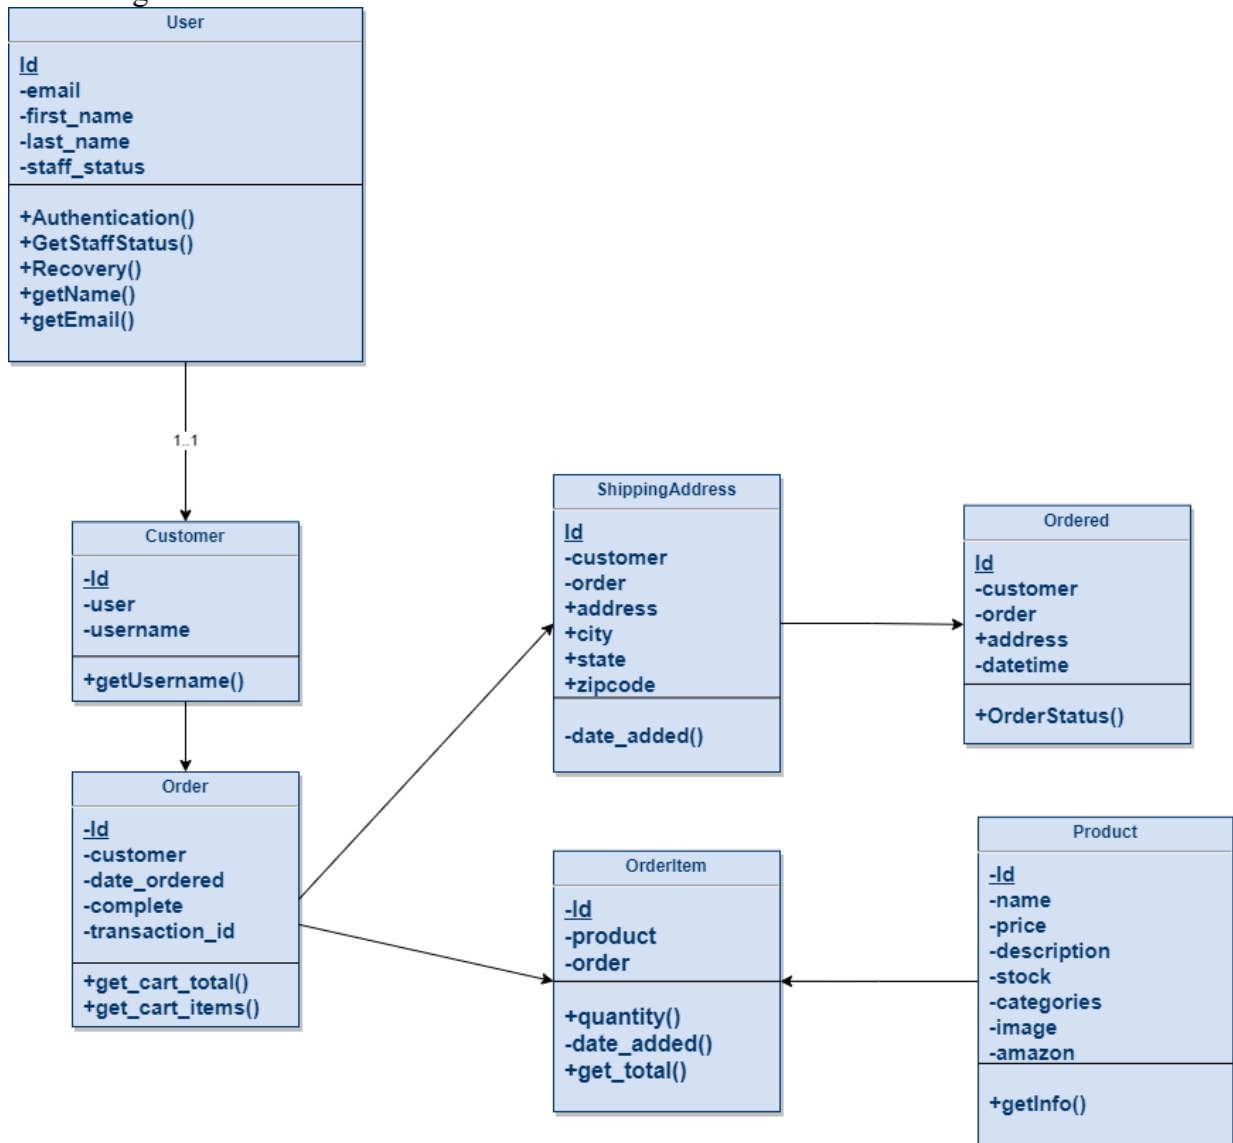 User
Id
-email
-first_name
-last_name
-staff_status
+Authentication()
+GetStaffStatus()
+Recovery()
+getName()
+getEmail()
1..1
Customer
-Id
-user
-username
+getUsername()
Order
-Id
-customer
-date_ordered
-complete
-transaction_id
+get_cart_total()
+get_cart_items()
ShippingAddress
Id
-customer
-order
+address
+city
+state
+zipcode
-date_added()
Ordered
Id
-customer
-order
+address
-datetime
+OrderStatus()
OrderItem
-Id
-product
-order
+quantity()
-date_added()
+get_total()
Product
-Id
-name
-price
-description
-stock
-categories
-image
-amazon
+getInfo()